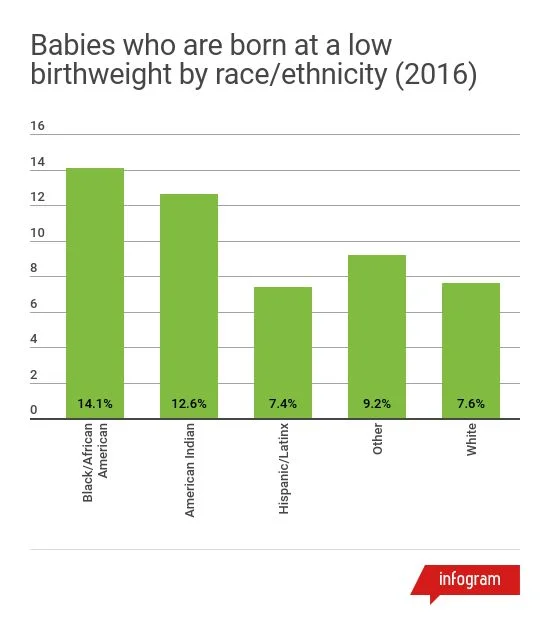 Babies who are born at a low
birthweight by race/ethnicity (2016)
16
14
12
10
8
6
4
2
0
14.1%
12.6%
7.4%
9.2%
7.6%
Black/African
American
American Indian
Hispanic/Latinx
Other
White
infogram